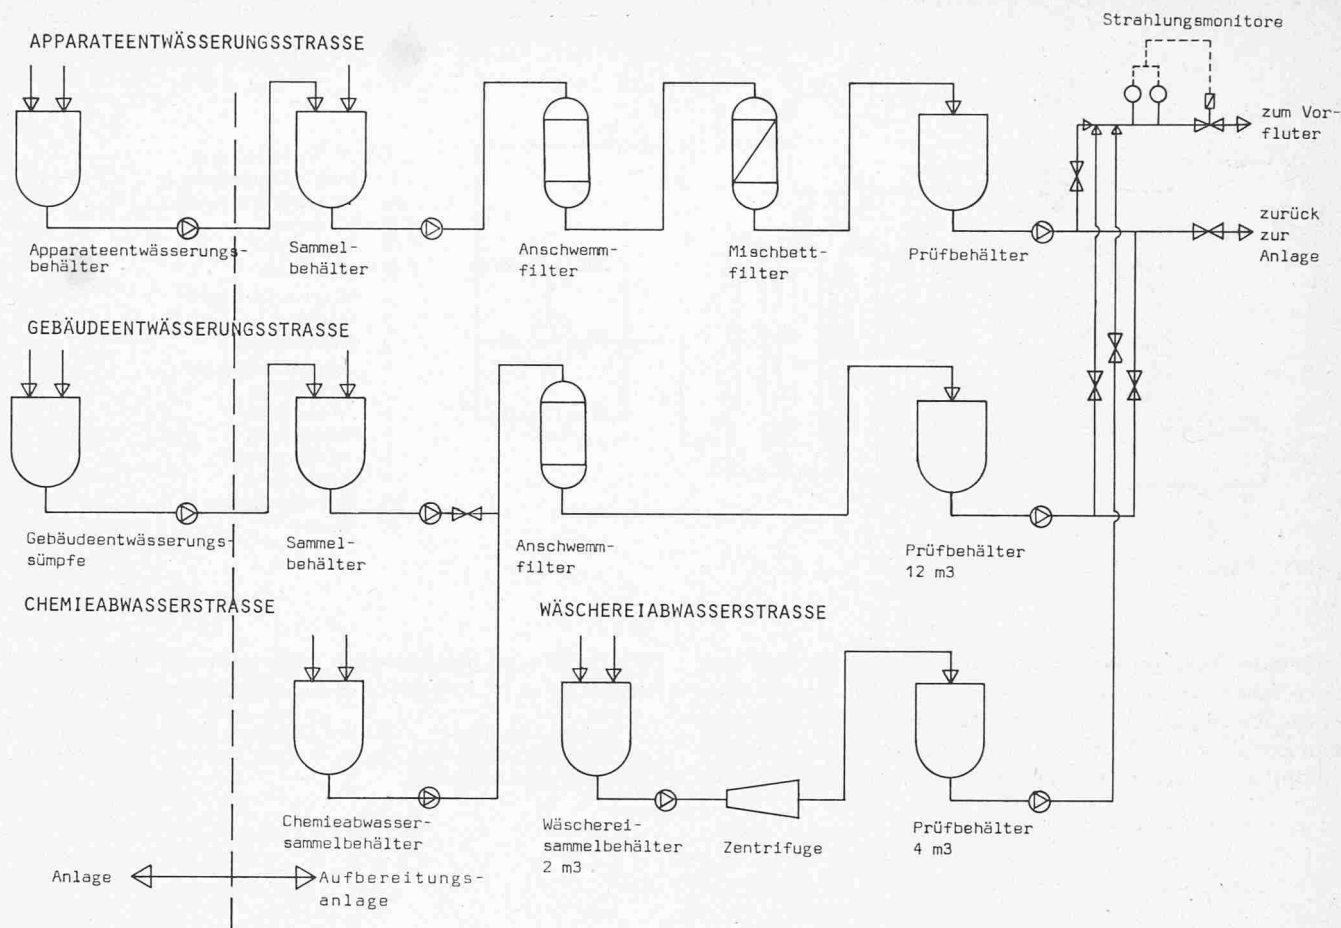 Strahlungsmonitore
APPARATEENTWÄSSERUNGSSTRASSE
zum Vor-
fluter
zurück
zur
Anlage
Apparateentwässerungs-
behälter
Sammel-
behälter
Anschwemm-
filter
Mischbett-
filter
Prüfbehälter
GEBÄUDEENTWÄSSERUNGSSTRASSE
Gebäudeentwässerungs-
sümpfe
Sammel-
behälter
Anschwemm-
filter
Prüfbehälter
12 m3
CHEMIEABWASSERSTRASSE
WÄSCHEREIABWASSERSTRASSE
Chemieabwasser-
sammelbehälter
Wäscherei-
sammelbehälter
2 m3
Zentrifuge
Prüfbehälter
4 m3
Anlage
Aufbereitungs-
anlage